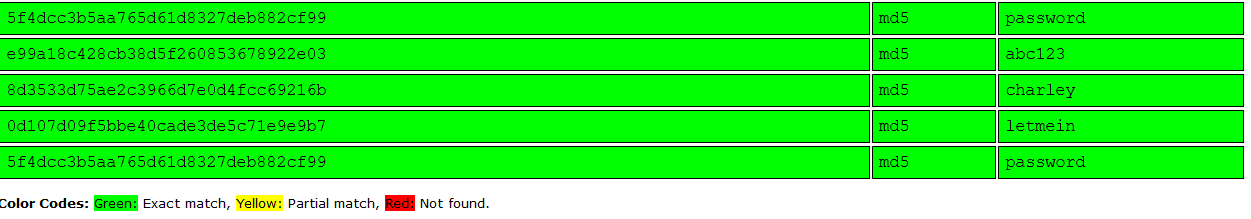 5f4dcc3b5aa765d61d8327deb882cf99 md5 password
e99a18c428cb38d5f260853678922e03 md5 abc123
8d3533d75ae2c3966d7e0d4fcc69216b md5 charley
0d107d09f5bbe40cade3de5c71e9e9b7 md5 letmein
5f4dcc3b5aa765d61d8327deb882cf99 md5 password
Color Codes: Green: Exact match, Yellow: Partial match, Red: Not found.